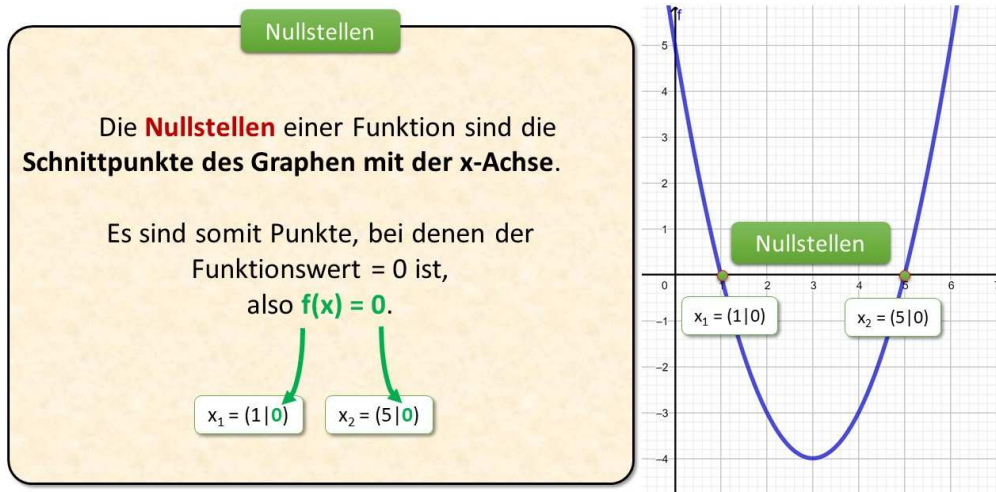 Nullstellen
Die Nullstellen einer Funktion sind die
Schnittpunkte des Graphen mit der x-Achse.
Es sind somit Punkte, bei denen der
Funktionswert = 0 ist,
also f(x) = 0.
x₁ = (1|0)
x₂ = (5|0)
f
5
4
3
2
1
Nullstellen
0
2
3
4
5
6
7
x₁ = (1|0)
x₂ = (5|0)
−1
−2
−3
−4